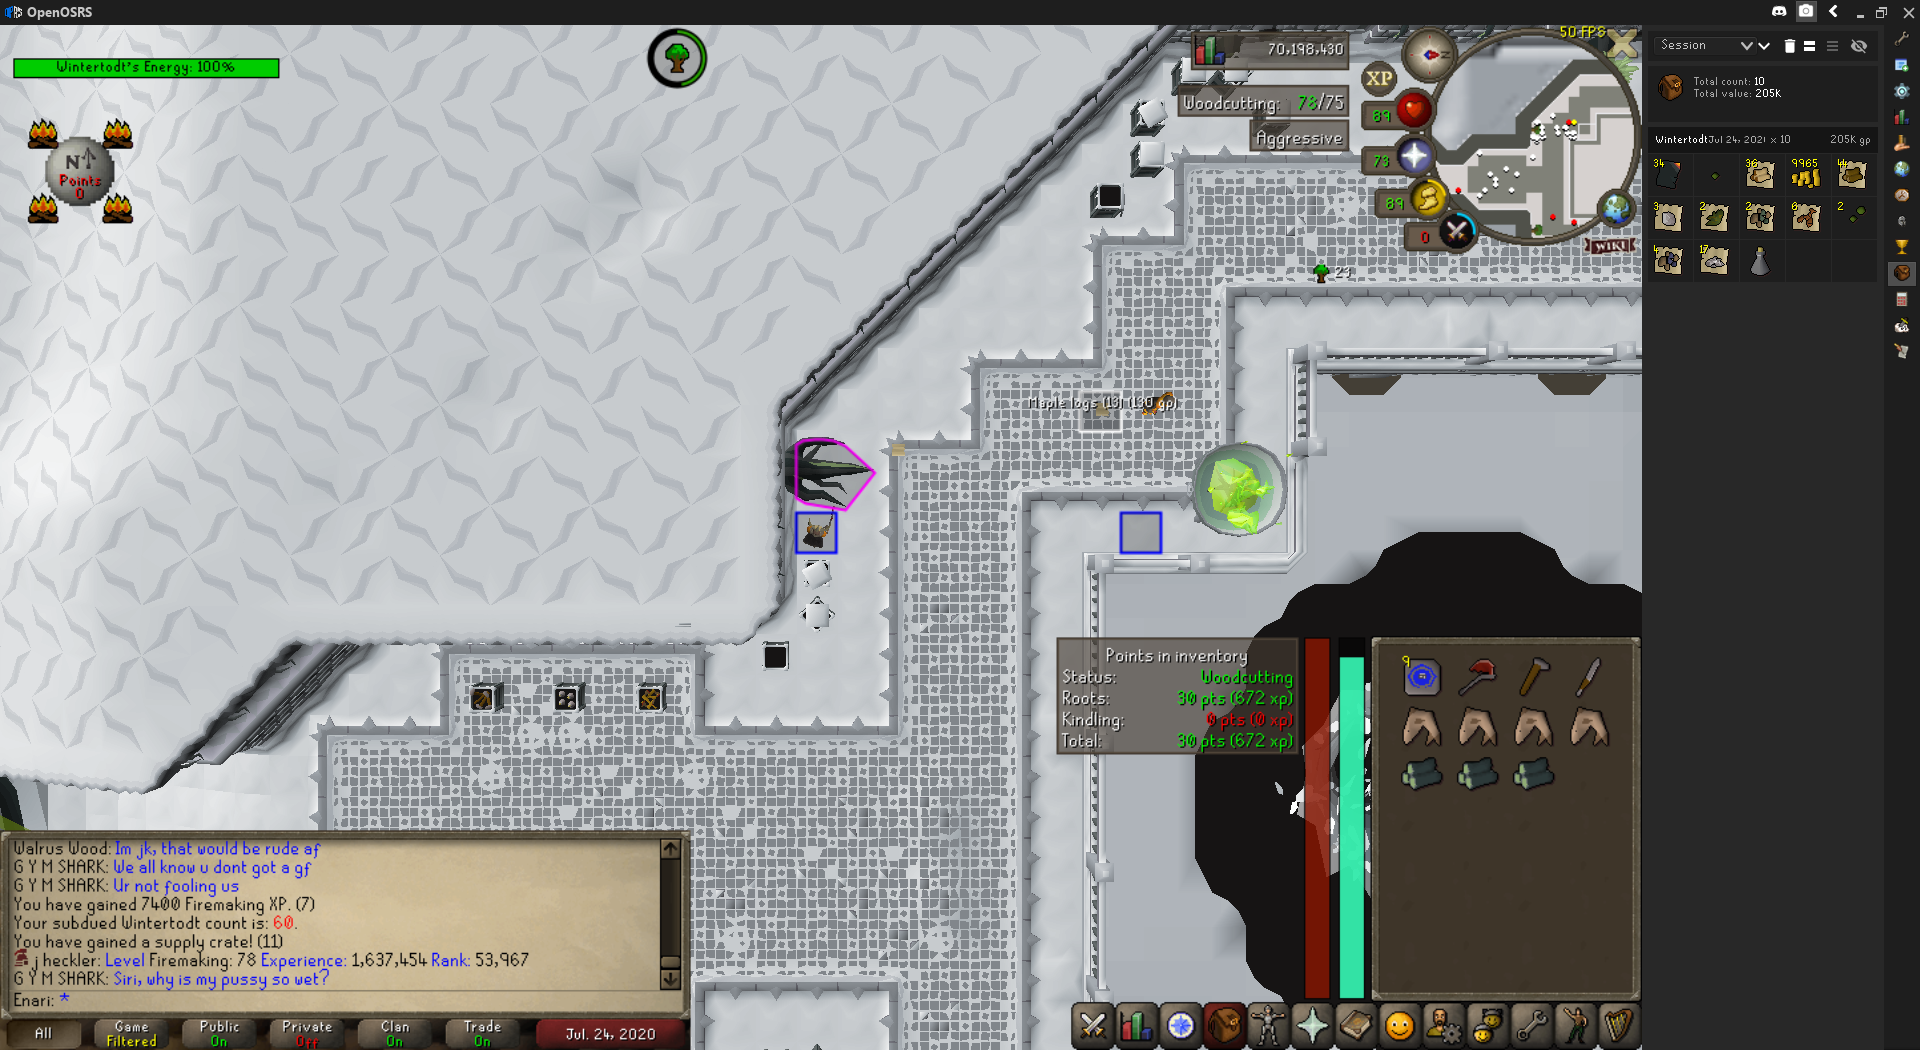 OpenOSRS
Wintertodt's Energy: 100%
N
Points
0
50 FPS
70,198,430
XP
Woodcutting: 78/75
Aggressive
89
73
89
0
N
WIKI
23
Maple logs (13) (130 gp)
Points in inventory
Status: Woodcutting
Roots: 30 pts (672 xp)
Kindling: 0 pts (0 xp)
Total: 30 pts (672 xp)
9
Session
Total count: 10
Total value: 205K
Wintertodt Jul 24, 2021 x 10 205K gp
34 36 9965
3 2 2 6 2
4 17
Walrus Wood: Im jk, that would be rude af
G Y M SHARK: We all know u dont got a gf
G Y M SHARK: Ur not fooling us
You have gained 7400 Firemaking XP. (7)
Your subdued Wintertodt count is: 60.
You have gained a supply crate! (11)
j heckler: Level Firemaking: 78 Experience: 1,637,454 Rank: 53,967
G Y M SHARK: Siri, why is my pussy so wet?
Enari: *
All
Game Filtered
Public On
Private Off
Clan On
Trade On
Jul. 24, 2020